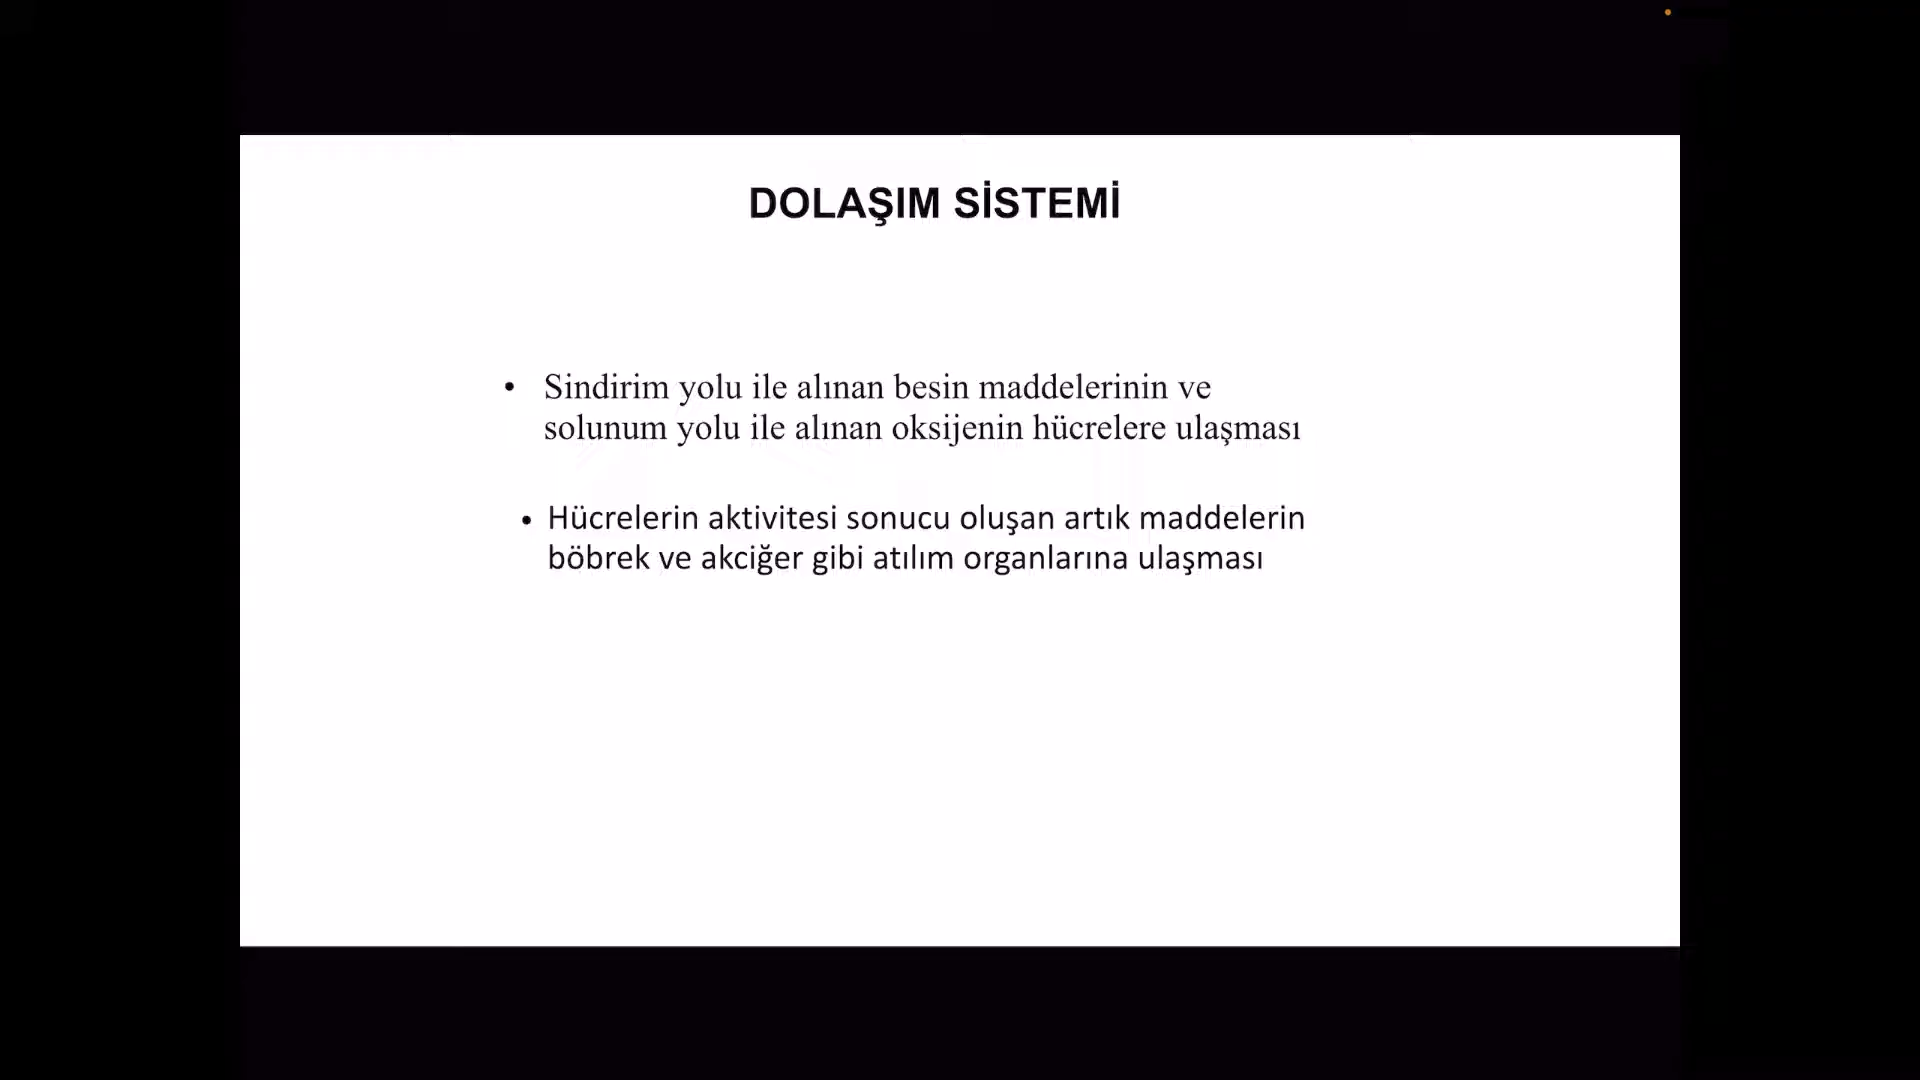 DOLAŞIM SİSTEMİ
• Sindirim yolu ile alınan besin maddelerinin ve
solunum yolu ile alınan oksijenin hücrelere ulaşması
• Hücrelerin aktivitesi sonucu oluşan artık maddelerin
böbrek ve akciğer gibi atılım organlarına ulaşması